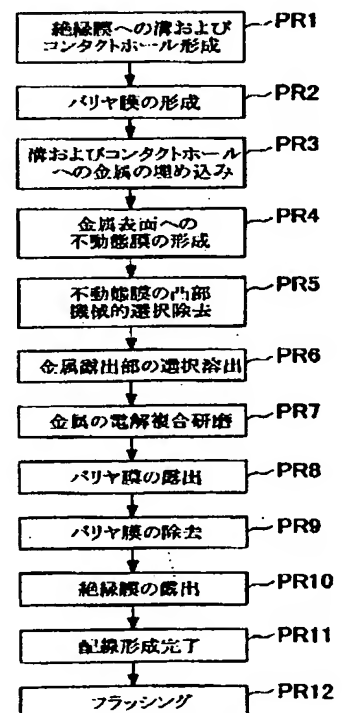 絶縁膜への溝および
コンタクトホール形成
PR1
バリヤ膜の形成
PR2
溝およびコンタクトホール
への金属の埋め込み
PR3
金属表面への
不動態膜の形成
PR4
不動態膜の凸部
機械的選択除去
PR5
金属露出部の選択溶出
PR6
金属の電解複合研磨
PR7
バリヤ膜の露出
PR8
バリヤ膜の除去
PR9
絶縁膜の露出
PR10
配線形成完了
PR11
フラッシング
PR12